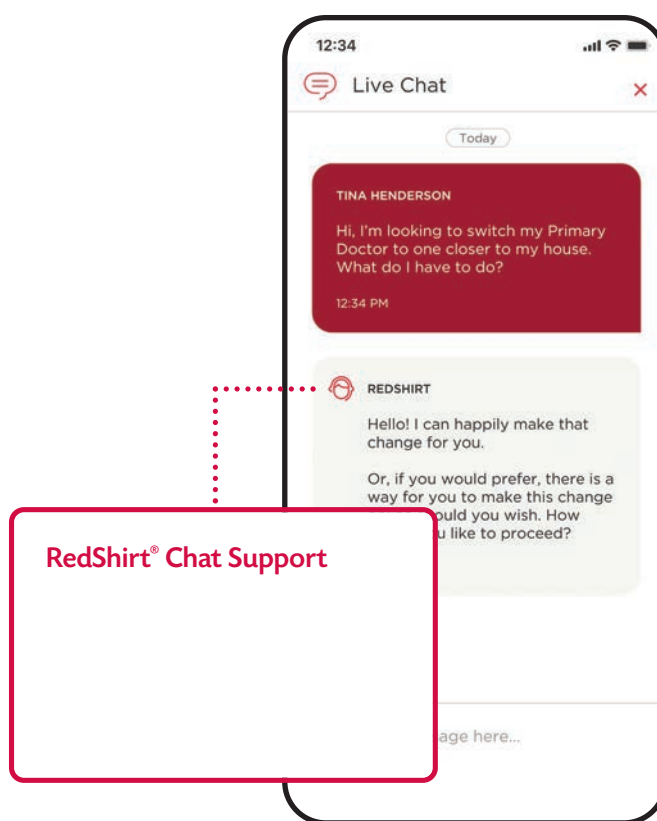 12:34
Live Chat
Today
TINA HENDERSON
Hi, I'm looking to switch my Primary
Doctor to one closer to my house.
What do I have to do?
12:34 PM
REDSHIRT
Hello! I can happily make that
change for you.
Or, if you would prefer, there is a
way for you to make this change
ould you wish. How
u like to proceed?
RedShirt® Chat Support
age here...